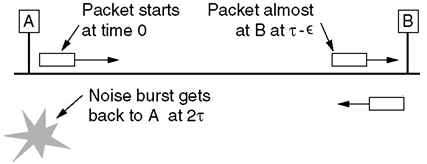 A
Packet starts
at time 0
Packet almost
at B at τ-ϵ
B
Noise burst gets
back to A at 2τ